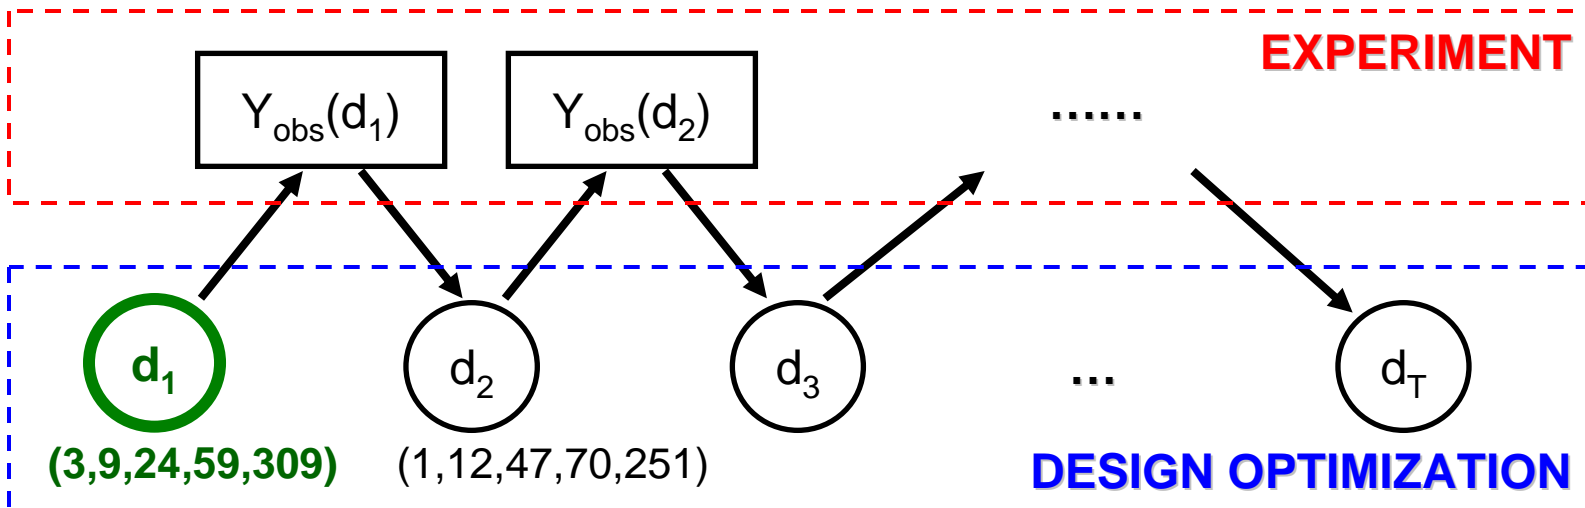 EXPERIMENT
Yobs(d1) Yobs(d2) ......
d1 d2 d3 ... dT
(3,9,24,59,309) (1,12,47,70,251)
DESIGN OPTIMIZATION